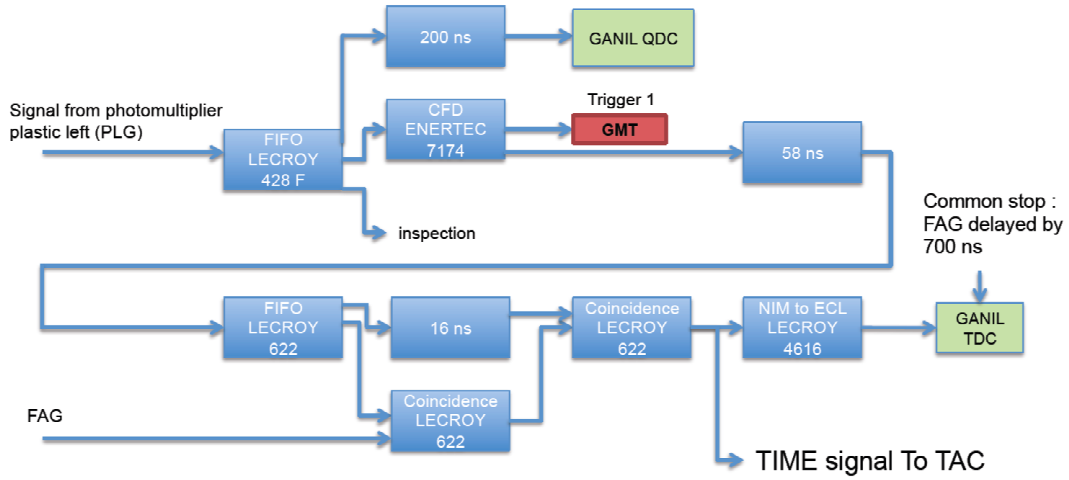 200 ns
GANIL QDC
Signal from photomultiplier
plastic left (PLG)
FIFO
LECROY
428 F
CFD
ENERTEC
7174
Trigger 1
GMT
58 ns
inspection
Common stop :
FAG delayed by
700 ns
FIFO
LECROY
622
16 ns
Coincidence
LECROY
622
NIM to ECL
LECROY
4616
GANIL
TDC
FAG
Coincidence
LECROY
622
TIME signal To TAC